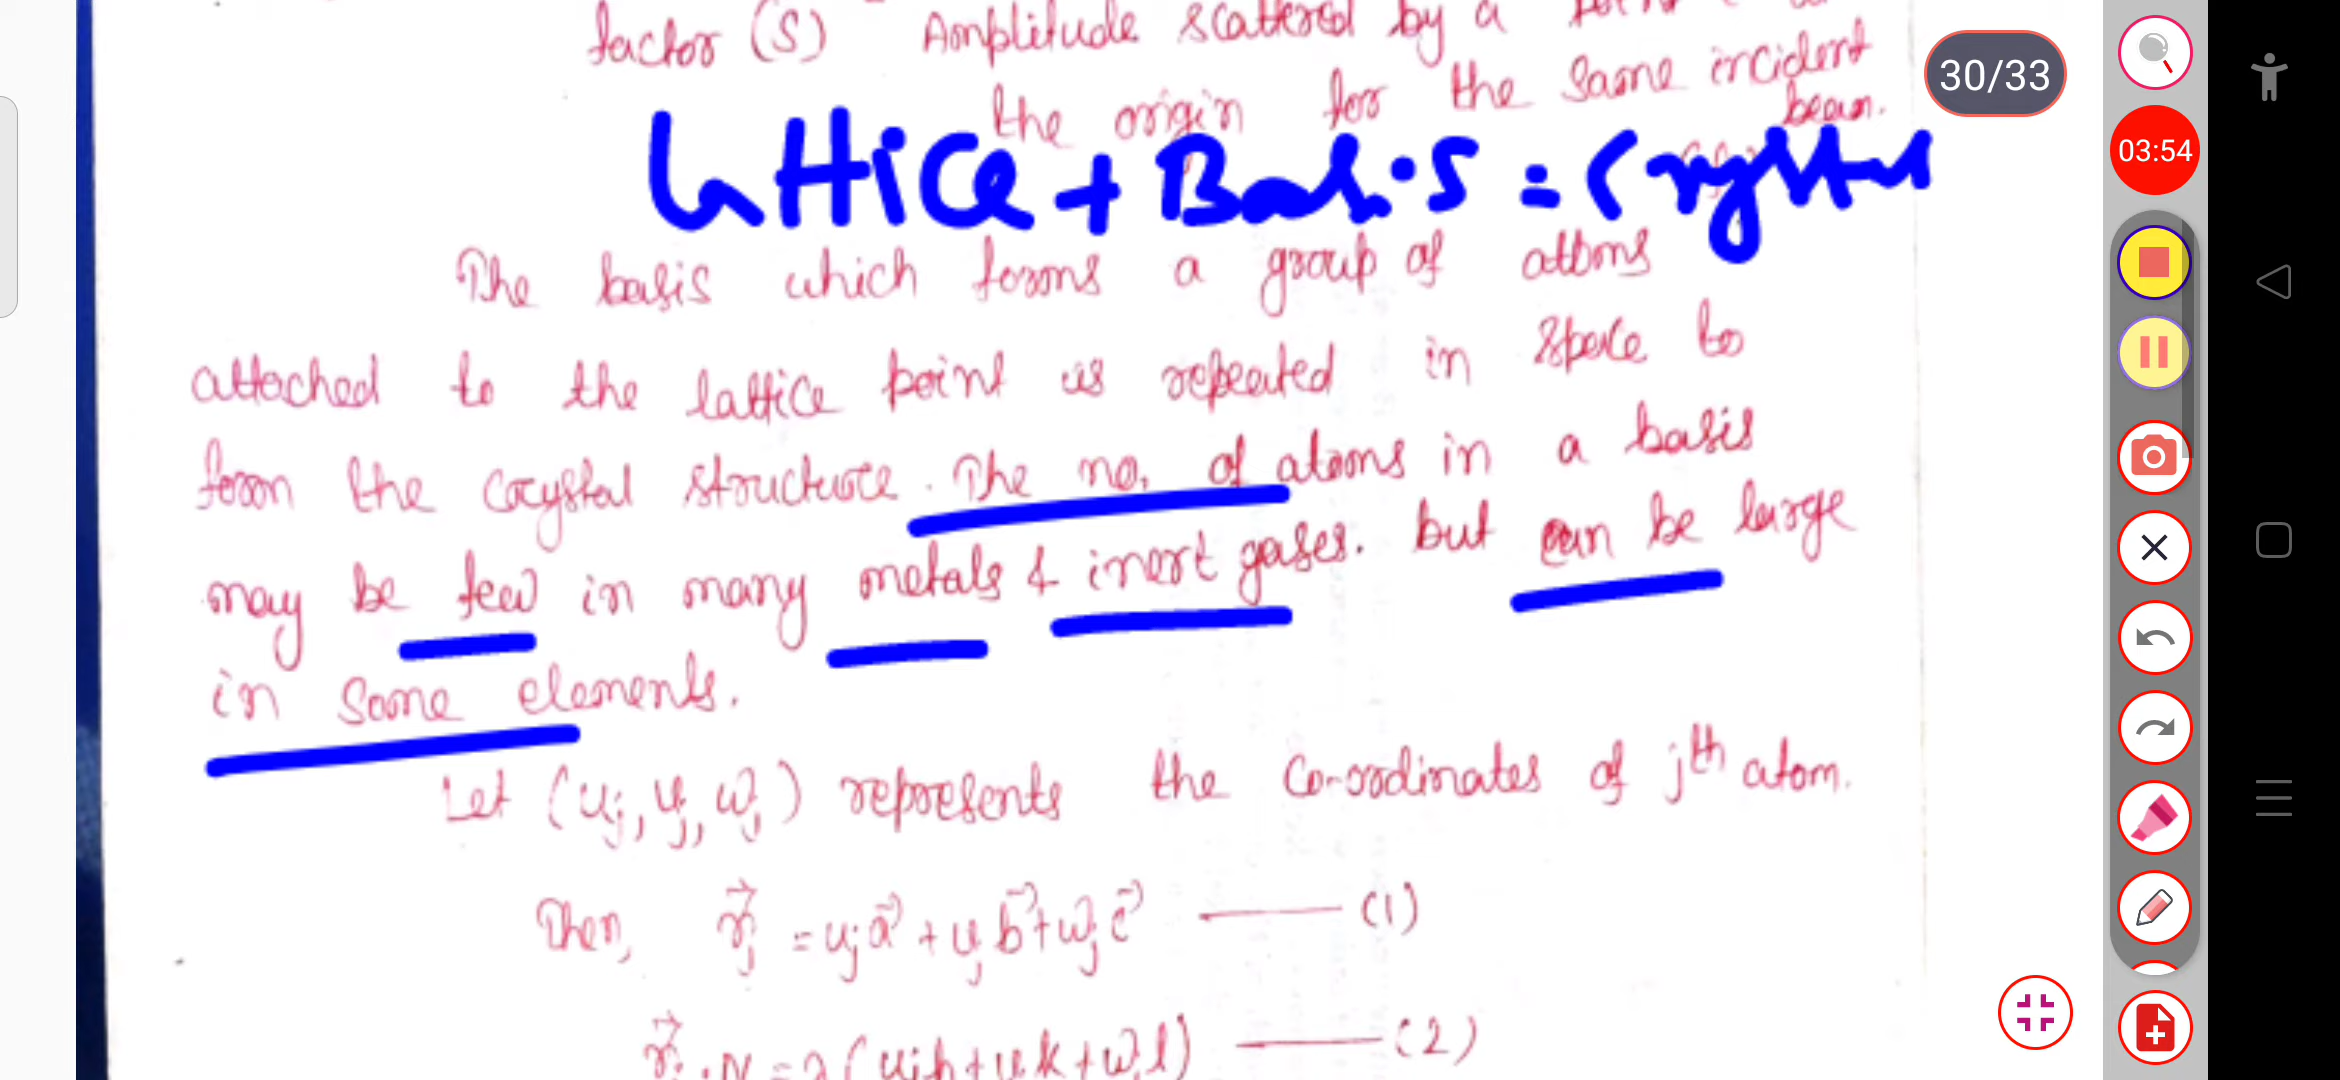 factor (S) Amplitude scattered by a
the origin for the same incident
beam.
30/33
03:54
Lattice + Basis = Crystal
The basis which forms a group of atoms
attached to the lattice point is repeated in space to
form the crystal structure. The no. of atoms in a basis
may be few in many metals & inert gases. but can be large
in some elements.
Let (uj, vj, wj) represents the co-ordinates of jth atom.
Then, r⃗j = uj a⃗ + vj b⃗ + wj c⃗ —— (1)
r⃗j . N = λ (uj h + vj k + wj l) —— (2)